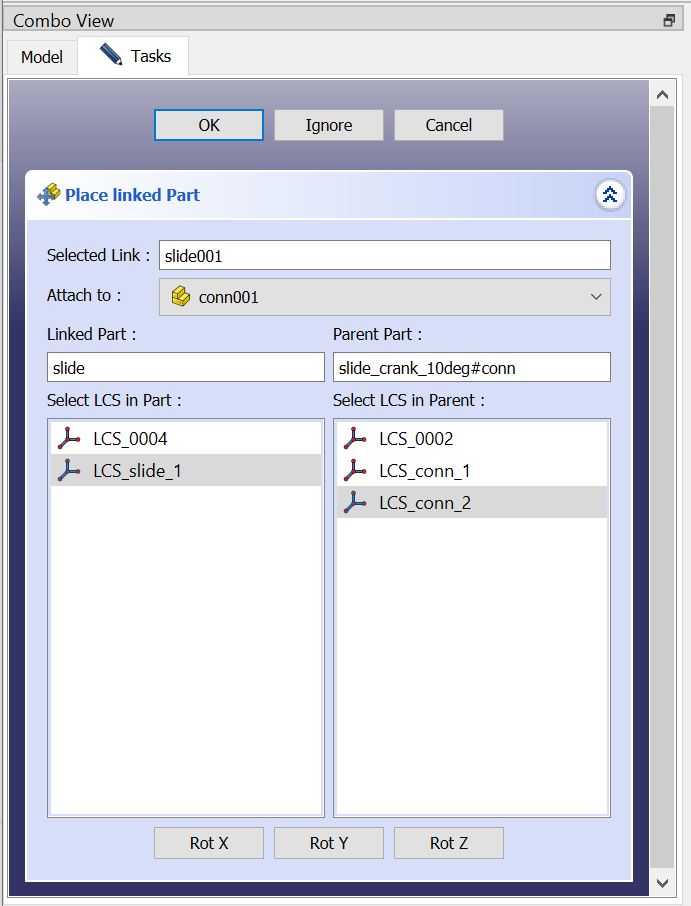 Combo View
Model Tasks
OK Ignore Cancel
Place linked Part
Selected Link : slide001
Attach to : conn001
Linked Part : Parent Part :
slide slide_crank_10deg#conn
Select LCS in Part : Select LCS in Parent :
LCS_0004 LCS_0002
LCS_slide_1 LCS_conn_1
LCS_conn_2
Rot X Rot Y Rot Z